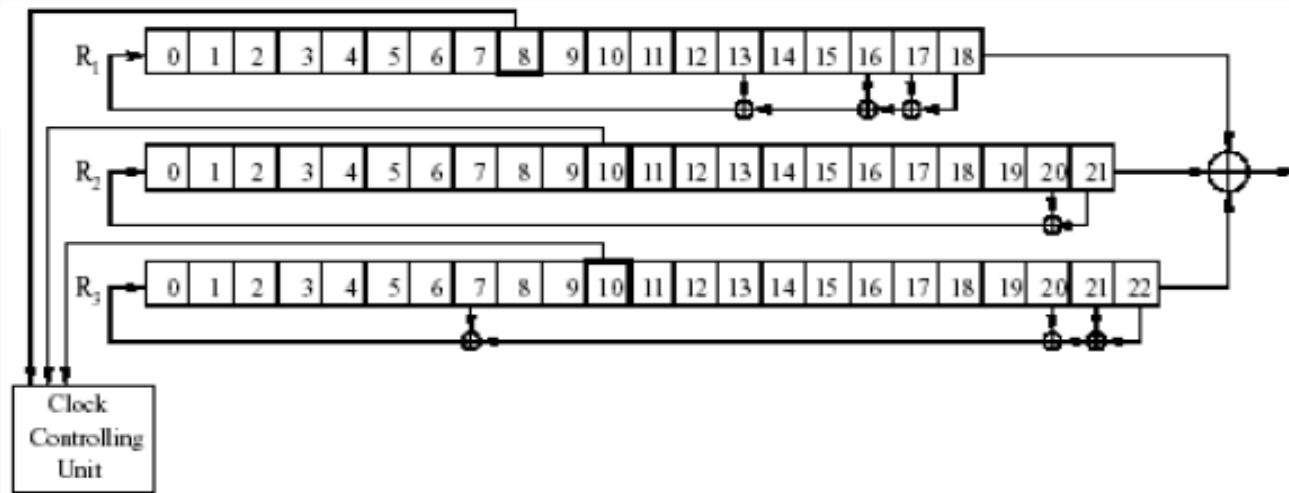 R1 0 1 2 3 4 5 6 7 8 9 10 11 12 13 14 15 16 17 18
R2 0 1 2 3 4 5 6 7 8 9 10 11 12 13 14 15 16 17 18 19 20 21
R3 0 1 2 3 4 5 6 7 8 9 10 11 12 13 14 15 16 17 18 19 20 21 22
Clock
Controlling
Unit